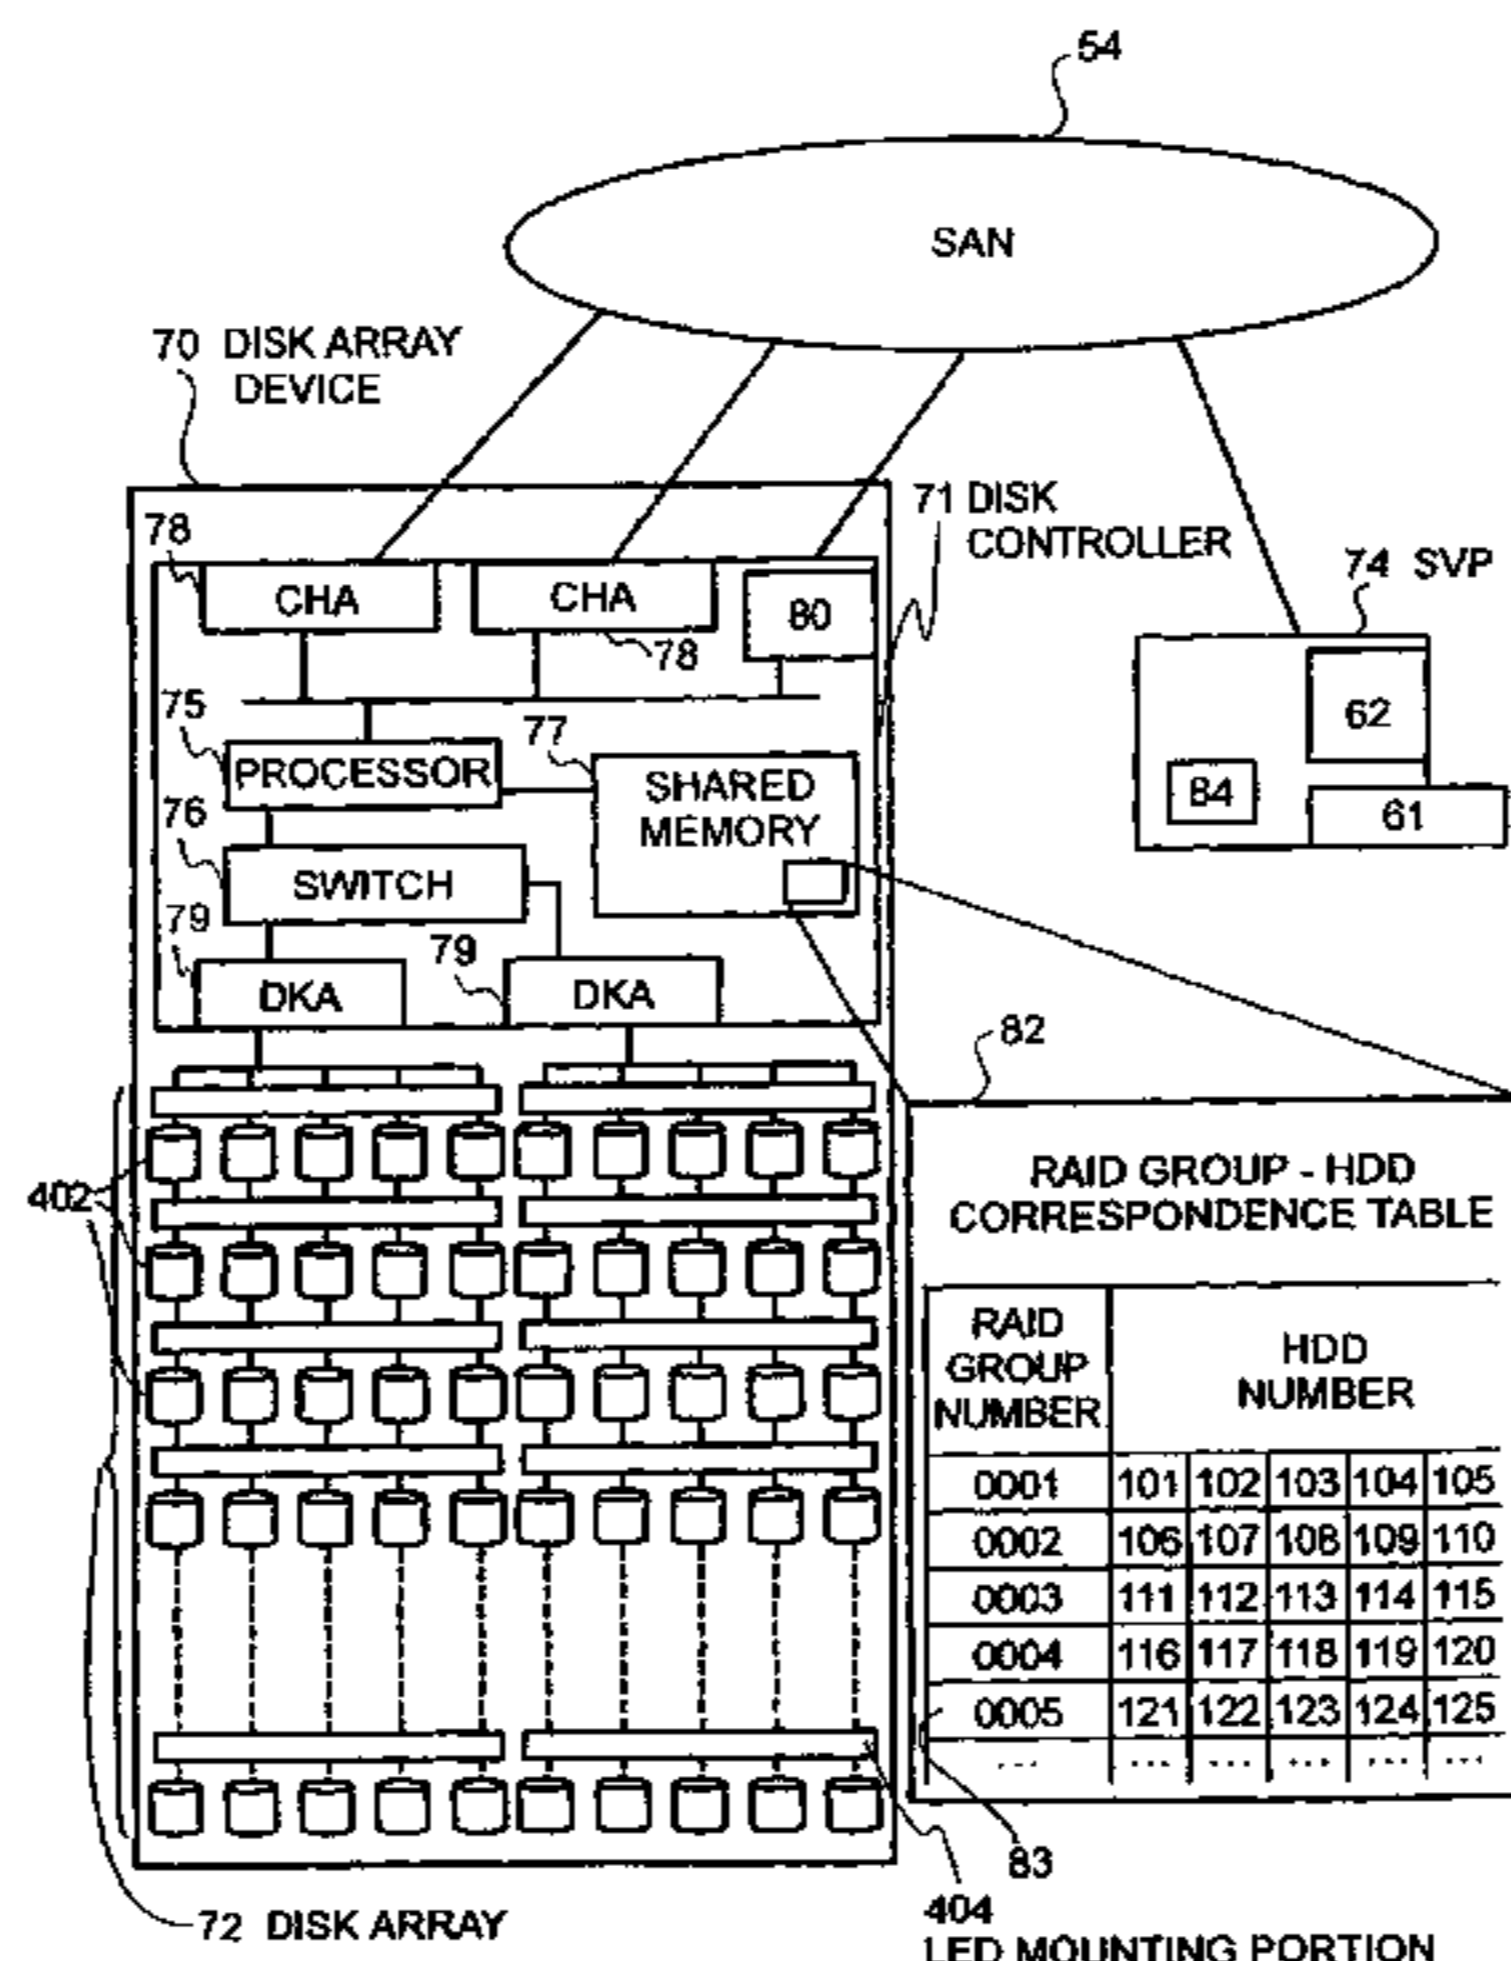 54
SAN
70 DISK ARRAY
DEVICE
71 DISK
CONTROLLER
78
CHA
CHA
80
78
74 SVP
62
84
61
75
PROCESSOR
77
SHARED
MEMORY
76
SWITCH
79
DKA
79
DKA
82
RAID GROUP - HDD
CORRESPONDENCE TABLE
402
RAID
GROUP
NUMBER
HDD
NUMBER
0001 101 102 103 104 105
0002 106 107 108 109 110
0003 111 112 113 114 115
0004 116 117 118 119 120
0005 121 122 123 124 125
... ... ... ... ... ...
83
72 DISK ARRAY
404
LED MOUNTING PORTION